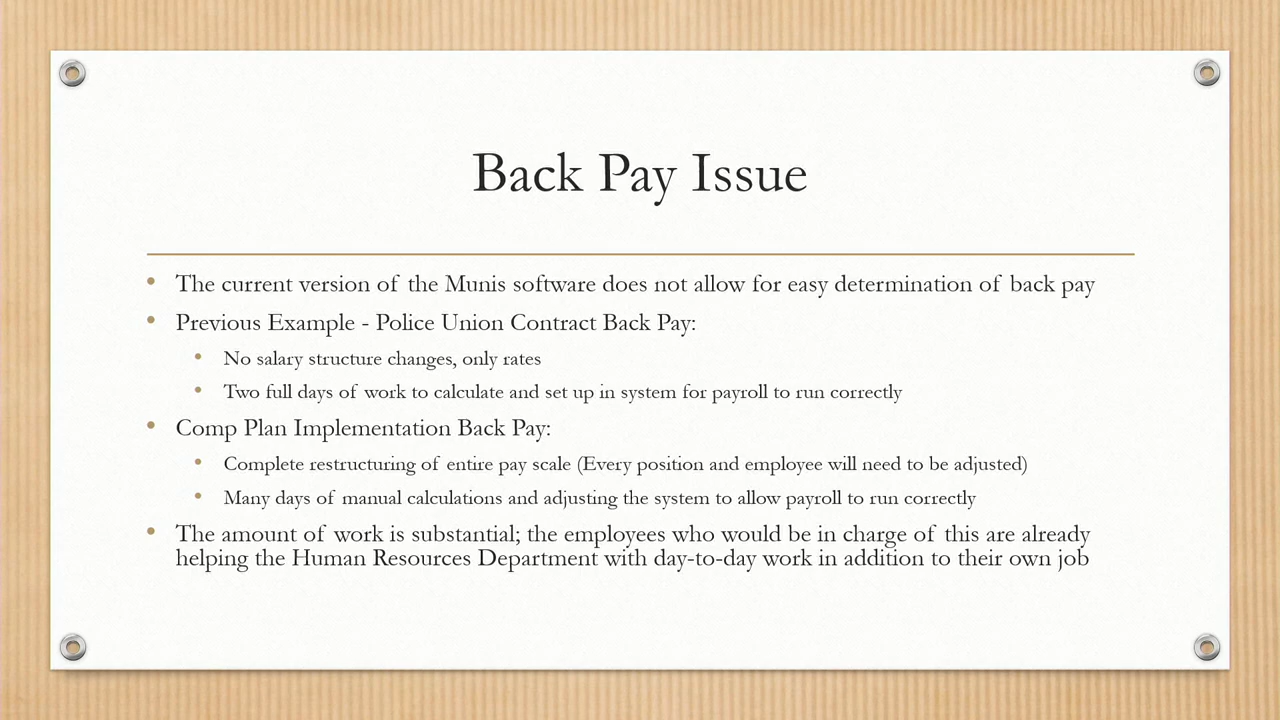 Back Pay Issue
• The current version of the Munis software does not allow for easy determination of back pay
• Previous Example - Police Union Contract Back Pay:
• No salary structure changes, only rates
• Two full days of work to calculate and set up in system for payroll to run correctly
• Comp Plan Implementation Back Pay:
• Complete restructuring of entire pay scale (Every position and employee will need to be adjusted)
• Many days of manual calculations and adjusting the system to allow payroll to run correctly
• The amount of work is substantial; the employees who would be in charge of this are already
helping the Human Resources Department with day-to-day work in addition to their own job